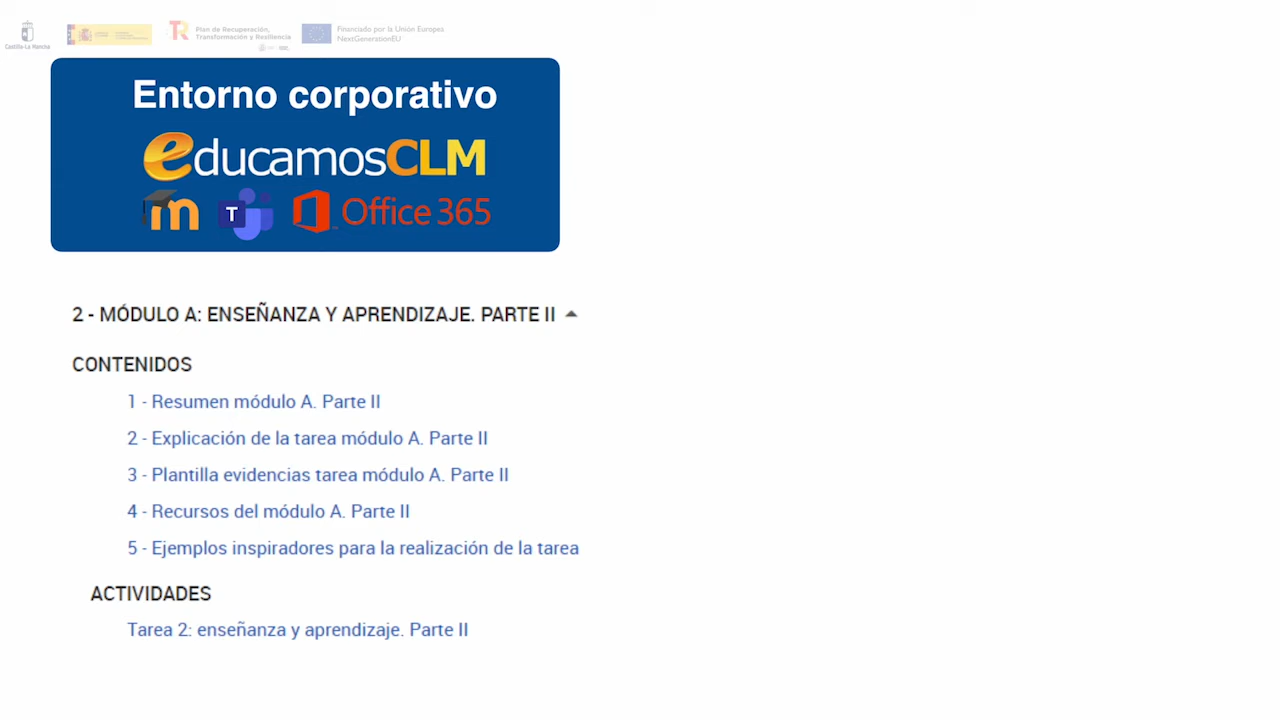 Castilla-La Mancha
Plan de Recuperación,
Transformación y Resiliencia
Financiado por la Unión Europea
NextGenerationEU
Entorno corporativo
educamosCLM
m T Office 365
2 - MÓDULO A: ENSEÑANZA Y APRENDIZAJE. PARTE II
CONTENIDOS
1 - Resumen módulo A. Parte II
2 - Explicación de la tarea módulo A. Parte II
3 - Plantilla evidencias tarea módulo A. Parte II
4 - Recursos del módulo A. Parte II
5 - Ejemplos inspiradores para la realización de la tarea
ACTIVIDADES
Tarea 2: enseñanza y aprendizaje. Parte II